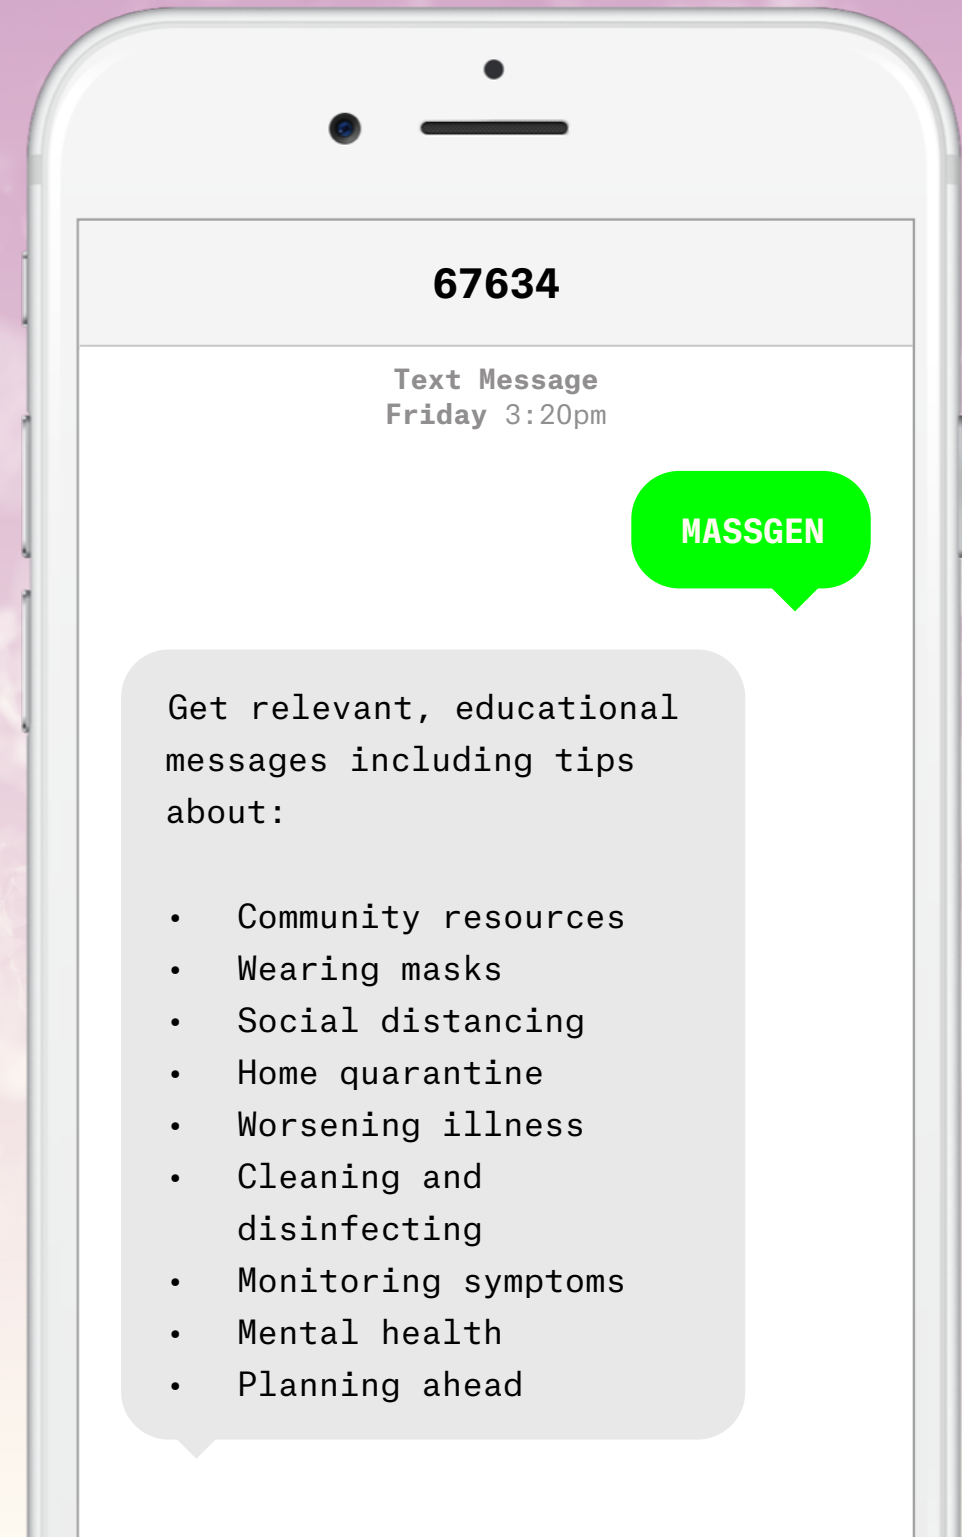 67634
Text Message
Friday 3:20pm
MASSGEN
Get relevant, educational
messages including tips
about:
• Community resources
• Wearing masks
• Social distancing
• Home quarantine
• Worsening illness
• Cleaning and
disinfecting
• Monitoring symptoms
• Mental health
• Planning ahead